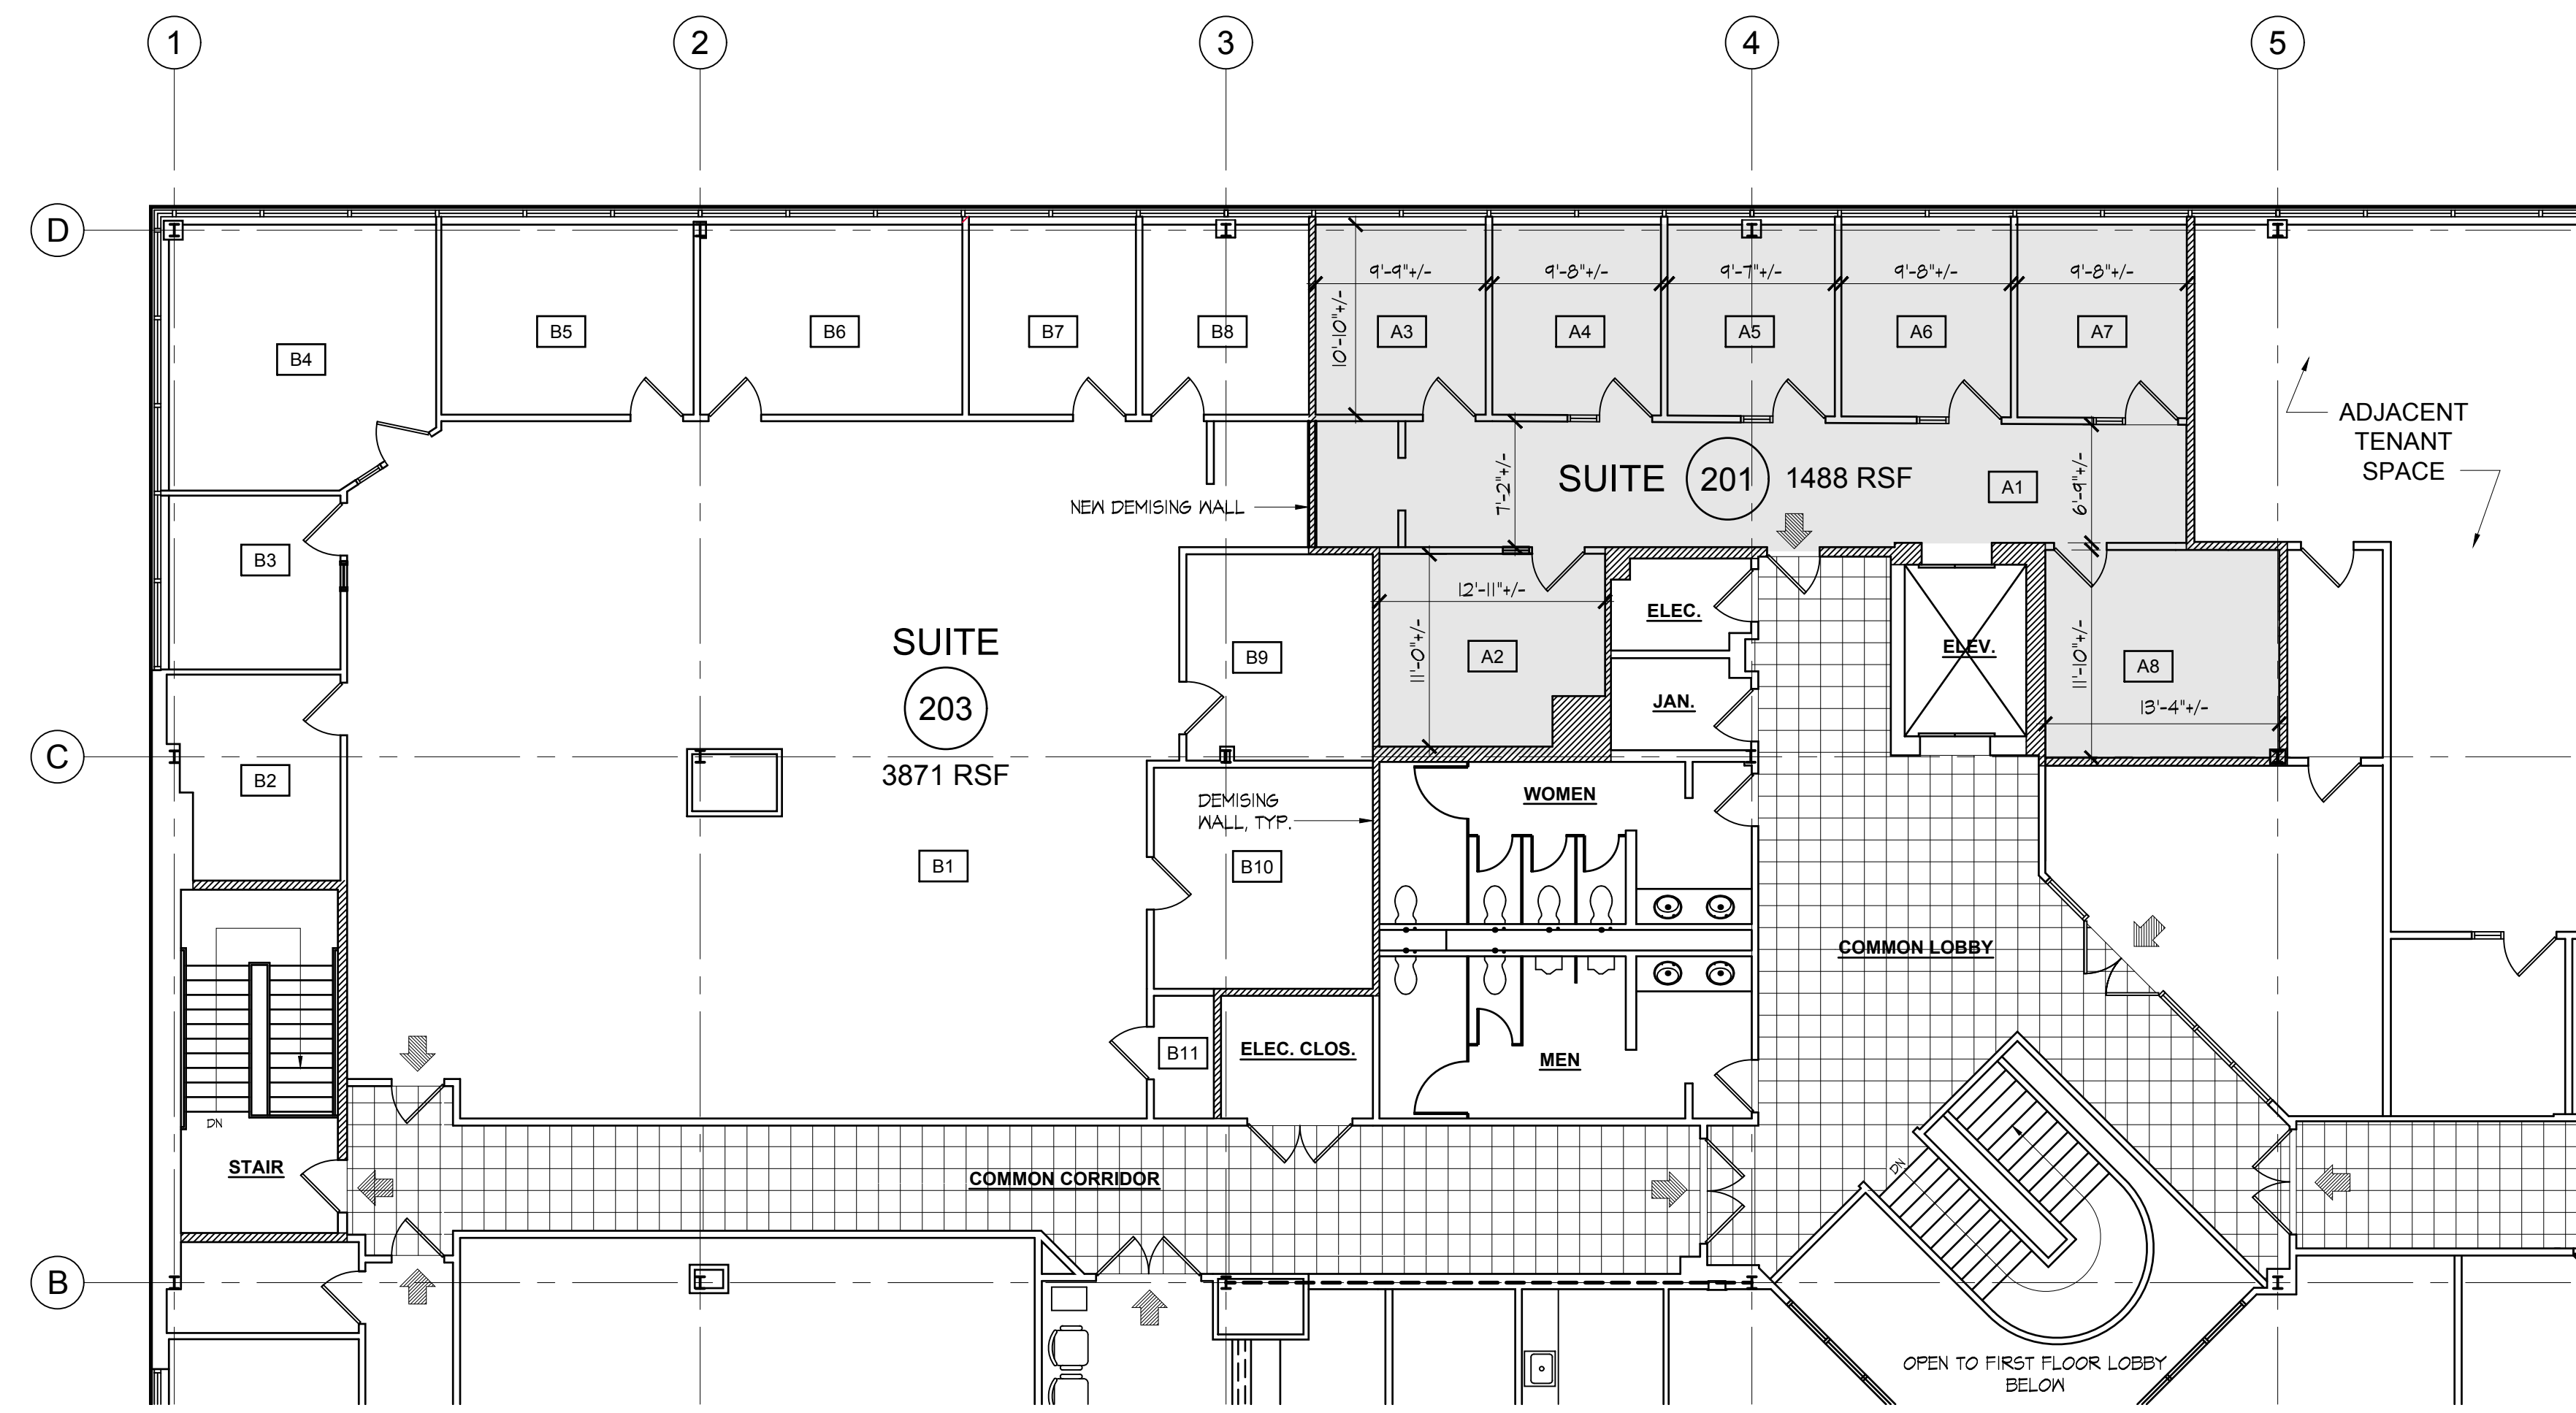 1
2
3
4
5
D
9'-9"+/-
9'-8"+/-
9'-7"+/-
9'-8"+/-
9'-8"+/-
10'-10"+/-
B4
B5
B6
B7
B8
A3
A4
A5
A6
A7
ADJACENT
TENANT
SPACE
SUITE 201 1488 RSF
A1
7'-2"+/-
6'-9"+/-
NEW DEMISING WALL
B3
12'-11"+/-
ELEC.
SUITE
203
3871 RSF
B9
11'-0"+/-
A2
ELEV.
11'-10"+/-
A8
JAN.
13'-4"+/-
C
B2
DEMISING
WALL, TYP.
WOMEN
B1
B10
COMMON LOBBY
B11
ELEC. CLOS.
MEN
DN
STAIR
COMMON CORRIDOR
DN
B
OPEN TO FIRST FLOOR LOBBY
BELOW